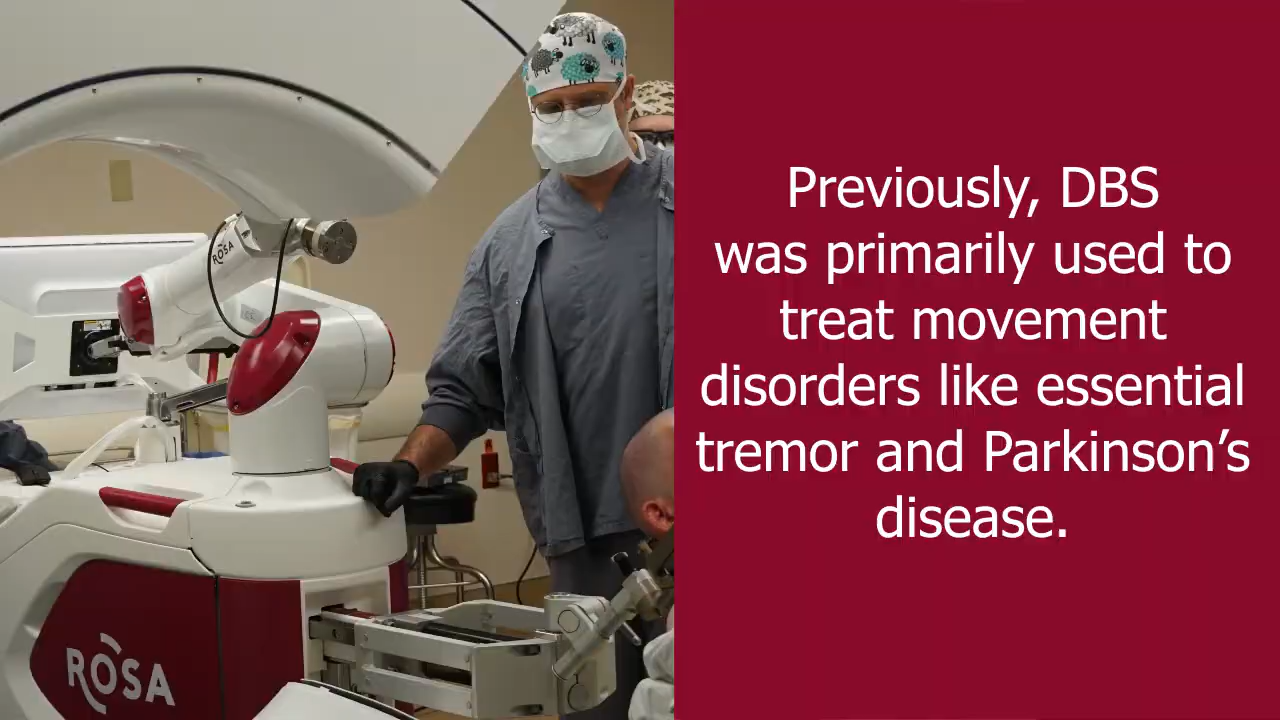 ROSA
ROSA
Previously, DBS
was primarily used to
treat movement
disorders like essential
tremor and Parkinson’s
disease.